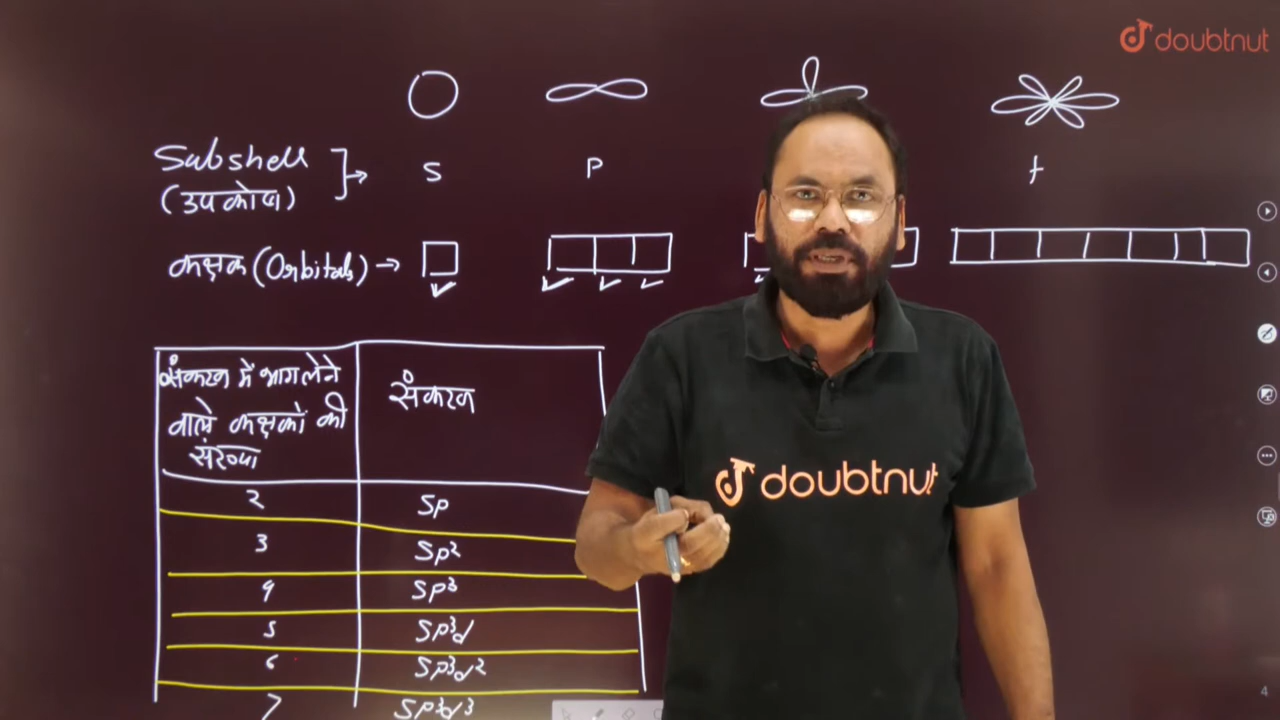 doubtnut
Subshell → s p f
(उपकोष)
कक्षक (Orbitals) →
संकरण में भाग लेने संकरण
वाले कक्षकों की
संख्या
2 sp
3 sp2
4 sp3
5 sp3d
6 sp3d2
7 sp3d3
doubtnut
4